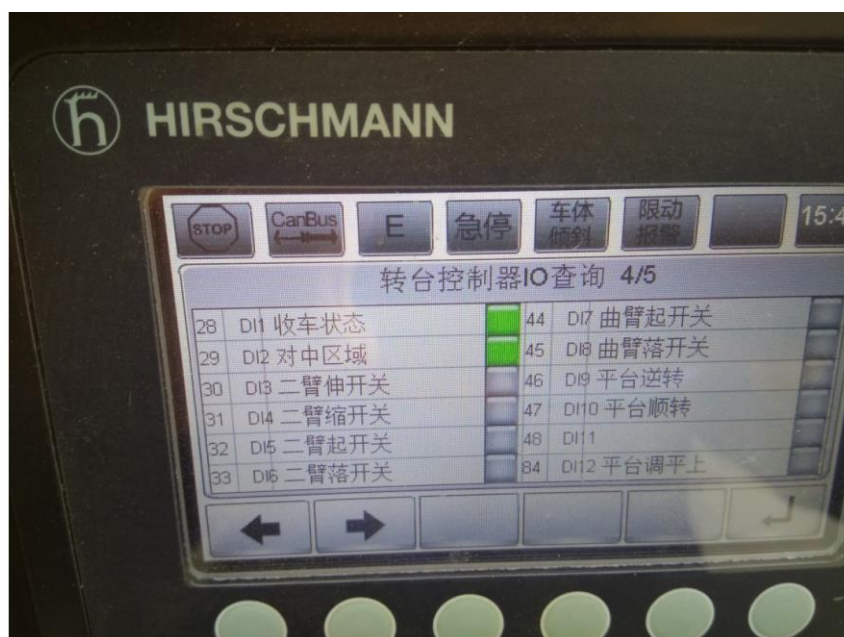 HIRSCHMANN
STOP CanBus E 急停 车体倾斜 限动报警 15:4
转台控制器IO查询 4/5
28 DI1 收车状态 44 DI7 曲臂起开关
29 DI2 对中区域 45 DI8 曲臂落开关
30 DI3 二臂伸开关 46 DI9 平台逆转
31 DI4 二臂缩开关 47 DI10 平台顺转
32 DI5 二臂起开关 48 DI11
33 DI6 二臂落开关 84 DI12 平台调平上